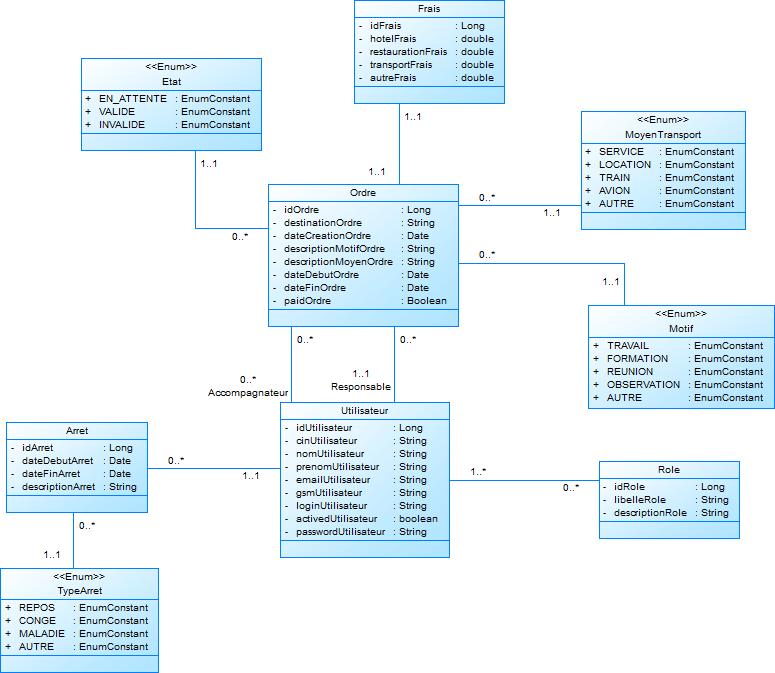 Frais
- idFrais : Long
- hotelFrais : double
- restaurationFrais : double
- transportFrais : double
- autreFrais : double
<<Enum>>
Etat
+ EN_ATTENTE : EnumConstant
+ VALIDE : EnumConstant
+ INVALIDE : EnumConstant
<<Enum>>
MoyenTransport
+ SERVICE : EnumConstant
+ LOCATION : EnumConstant
+ TRAIN : EnumConstant
+ AVION : EnumConstant
+ AUTRE : EnumConstant
1..1
1..1
1..1
0..*
Ordre
- idOrdre : Long
- destinationOrdre : String
- dateCreationOrdre : Date
- descriptionMotifOrdre : String
- descriptionMoyenOrdre : String
- dateDebutOrdre : Date
- dateFinOrdre : Date
- paidOrdre : Boolean
0..*
1..1
0..*
1..1
<<Enum>>
Motif
+ TRAVAIL : EnumConstant
+ FORMATION : EnumConstant
+ REUNION : EnumConstant
+ OBSERVATION : EnumConstant
+ AUTRE : EnumConstant
0..*
0..*
0..*
Accompagnateur
1..1
Responsable
Utilisateur
- idUtilisateur : Long
- cinUtilisateur : String
- nomUtilisateur : String
- prenomUtilisateur : String
- emailUtilisateur : String
- gsmUtilisateur : String
- loginUtilisateur : String
- activedUtilisateur : boolean
- passwordUtilisateur : String
Arret
- idArret : Long
- dateDebutArret : Date
- dateFinArret : Date
- descriptionArret : String
0..*
1..1
1..*
0..*
Role
- idRole : Long
- libelleRole : String
- descriptionRole : String
0..*
1..1
<<Enum>>
TypeArret
+ REPOS : EnumConstant
+ CONGE : EnumConstant
+ MALADIE : EnumConstant
+ AUTRE : EnumConstant